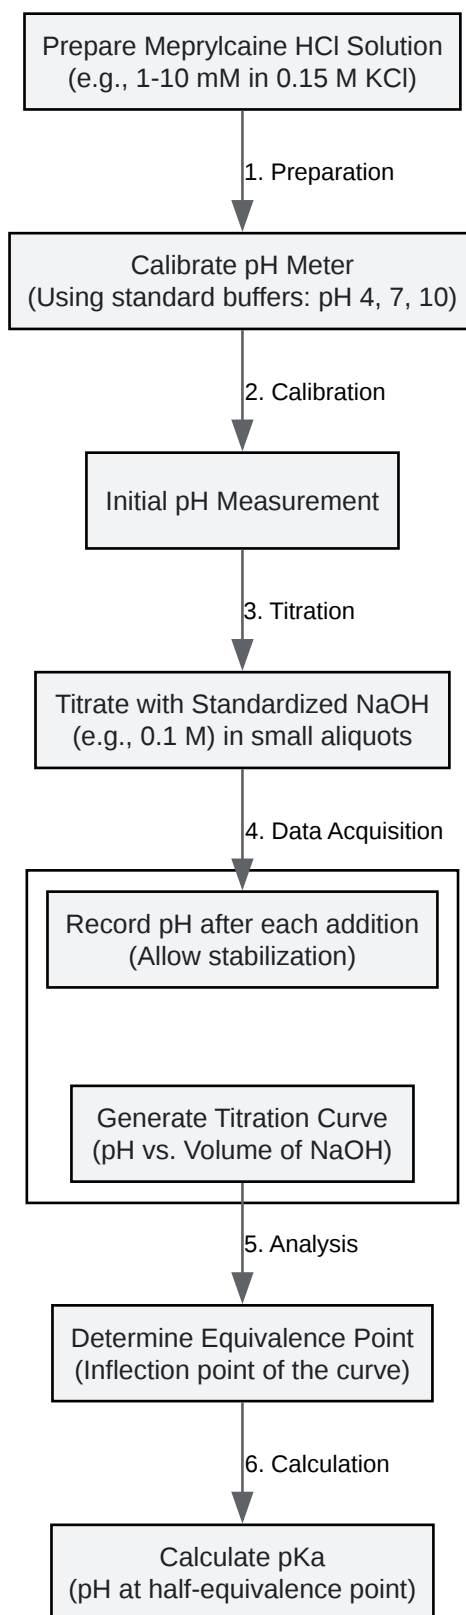 Prepare Meprylcaine HCl Solution
(e.g., 1-10 mM in 0.15 M KCl)
1. Preparation
Calibrate pH Meter
(Using standard buffers: pH 4, 7, 10)
2. Calibration
Initial pH Measurement
3. Titration
Titrate with Standardized NaOH
(e.g., 0.1 M) in small aliquots
4. Data Acquisition
Record pH after each addition
(Allow stabilization)
Generate Titration Curve
(pH vs. Volume of NaOH)
5. Analysis
Determine Equivalence Point
(Inflection point of the curve)
6. Calculation
Calculate pKa
(pH at half-equivalence point)